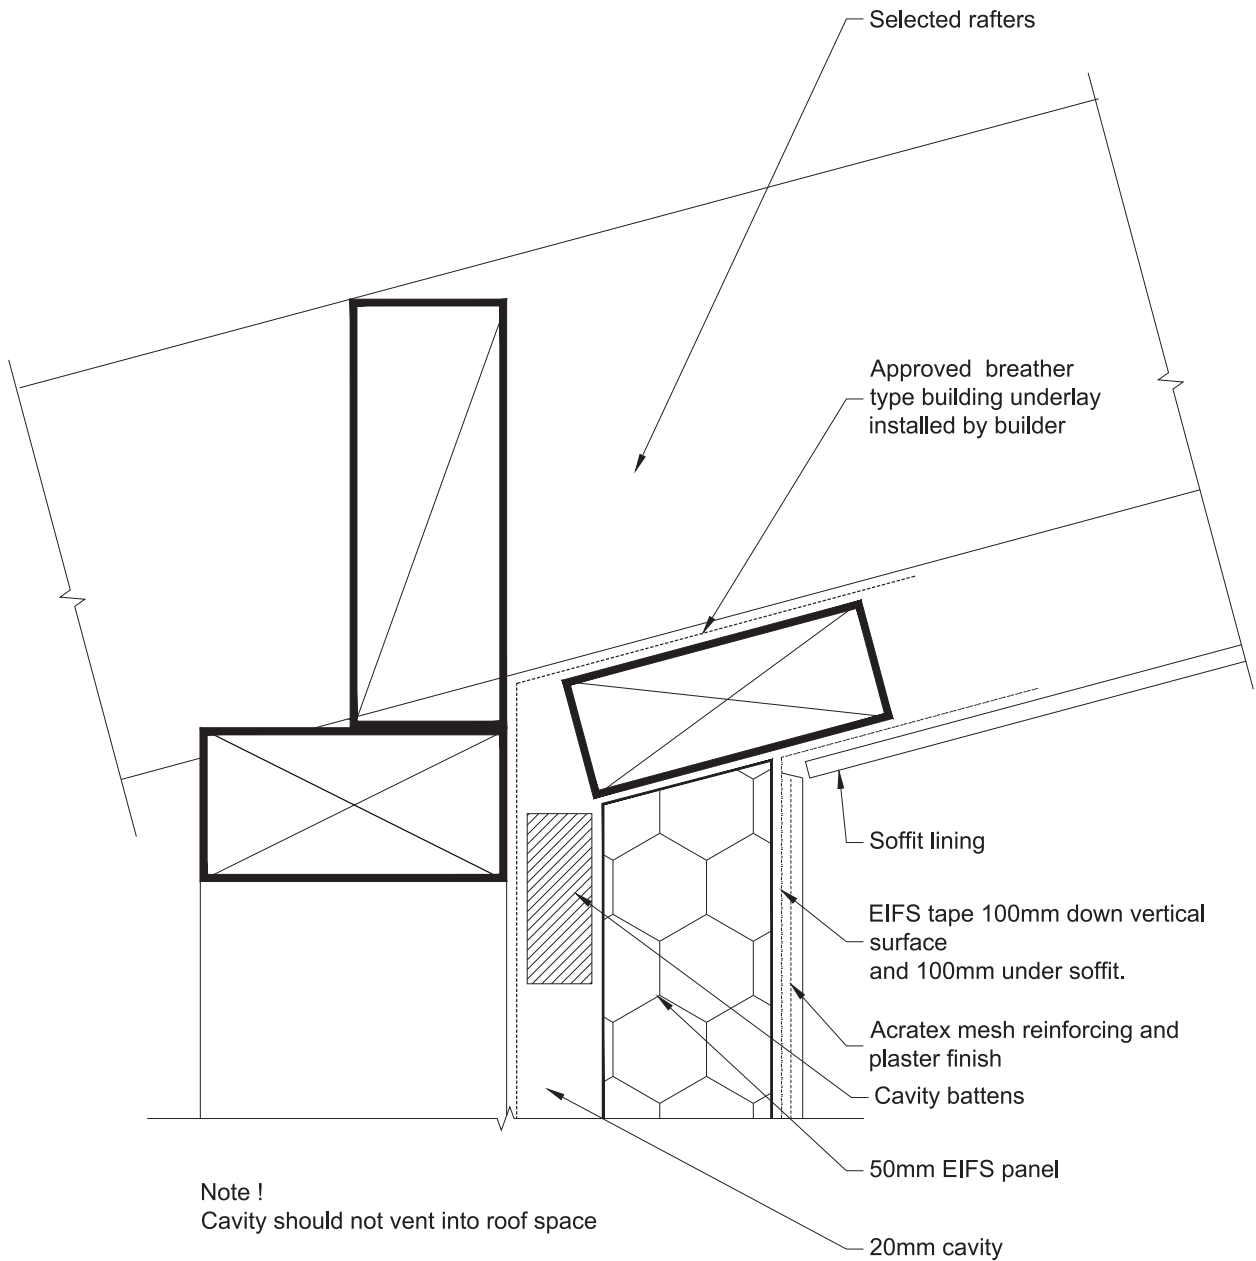 Selected rafters
Approved breather
type building underlay
installed by builder
Soffit lining
EIFS tape 100mm down vertical
surface
and 100mm under soffit.
Acratex mesh reinforcing and
plaster finish
Cavity battens
50mm EIFS panel
Note !
Cavity should not vent into roof space
20mm cavity